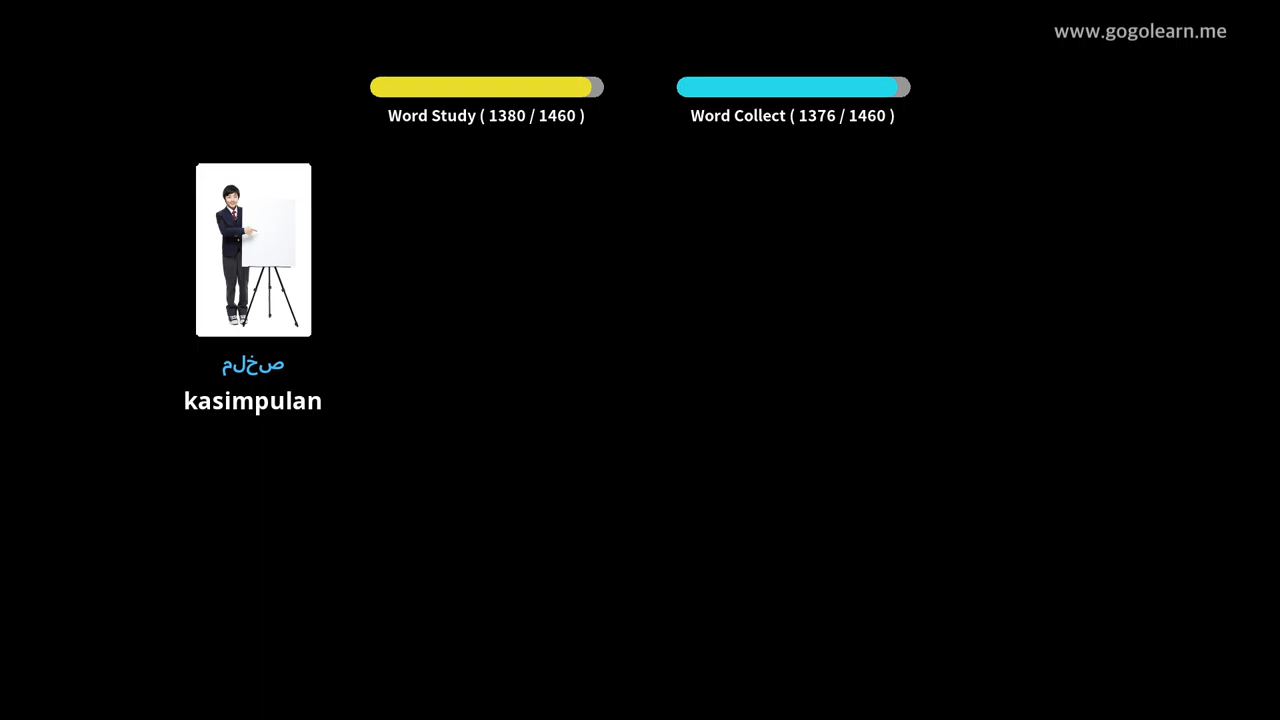 www.gogolearn.me
Word Study ( 1380 / 1460 )
Word Collect ( 1376 / 1460 )
ملخص
kasimpulan